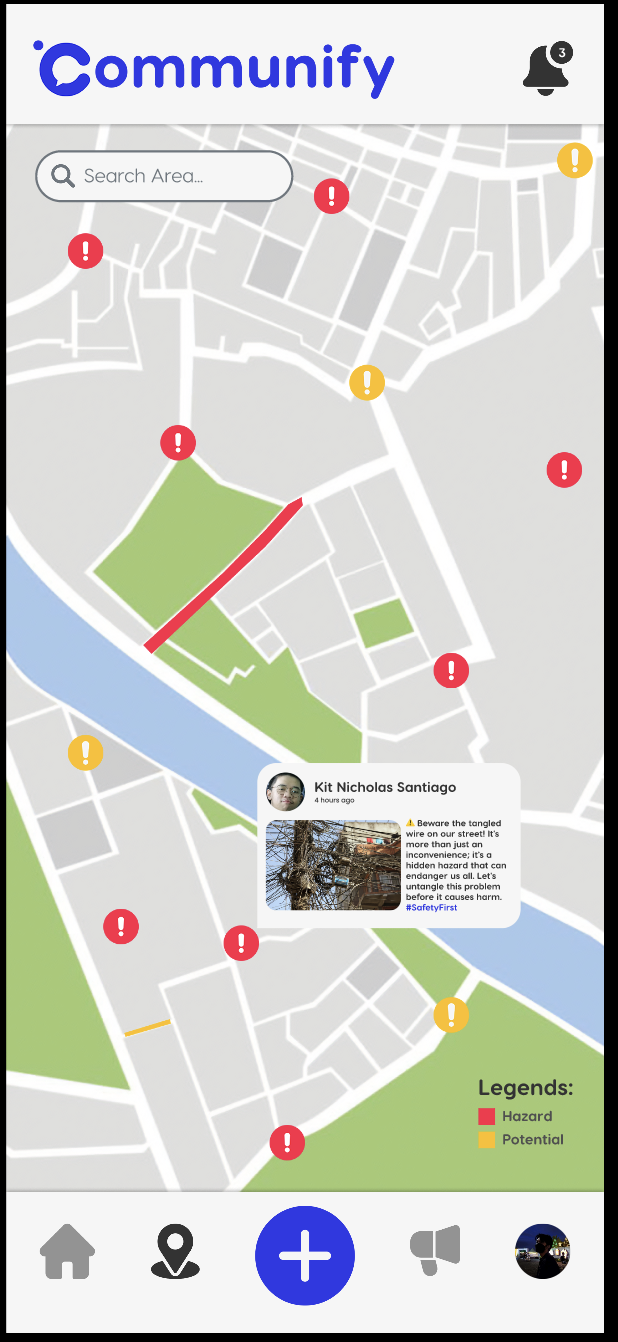 Communify
3
Search Area...
Kit Nicholas Santiago
4 hours ago
⚠️ Beware the tangled
wire on our street! It's
more than just an
inconvenience; it's a
hidden hazard that can
endanger us all. Let's
untangle this problem
before it causes harm.
#SafetyFirst
Legends:
Hazard
Potential